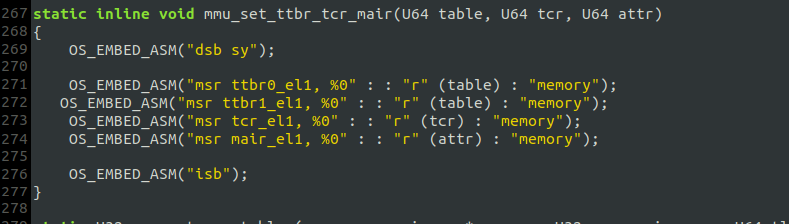 267 static inline void mmu_set_ttbr_tcr_mair(U64 table, U64 tcr, U64 attr)
268 {
269     OS_EMBED_ASM("dsb sy");
270
271     OS_EMBED_ASM("msr ttbr0_el1, %0" : : "r" (table) : "memory");
272    OS_EMBED_ASM("msr ttbr1_el1, %0" : : "r" (table) : "memory");
273     OS_EMBED_ASM("msr tcr_el1, %0" : : "r" (tcr) : "memory");
274     OS_EMBED_ASM("msr mair_el1, %0" : : "r" (attr) : "memory");
275
276     OS_EMBED_ASM("isb");
277 }
278